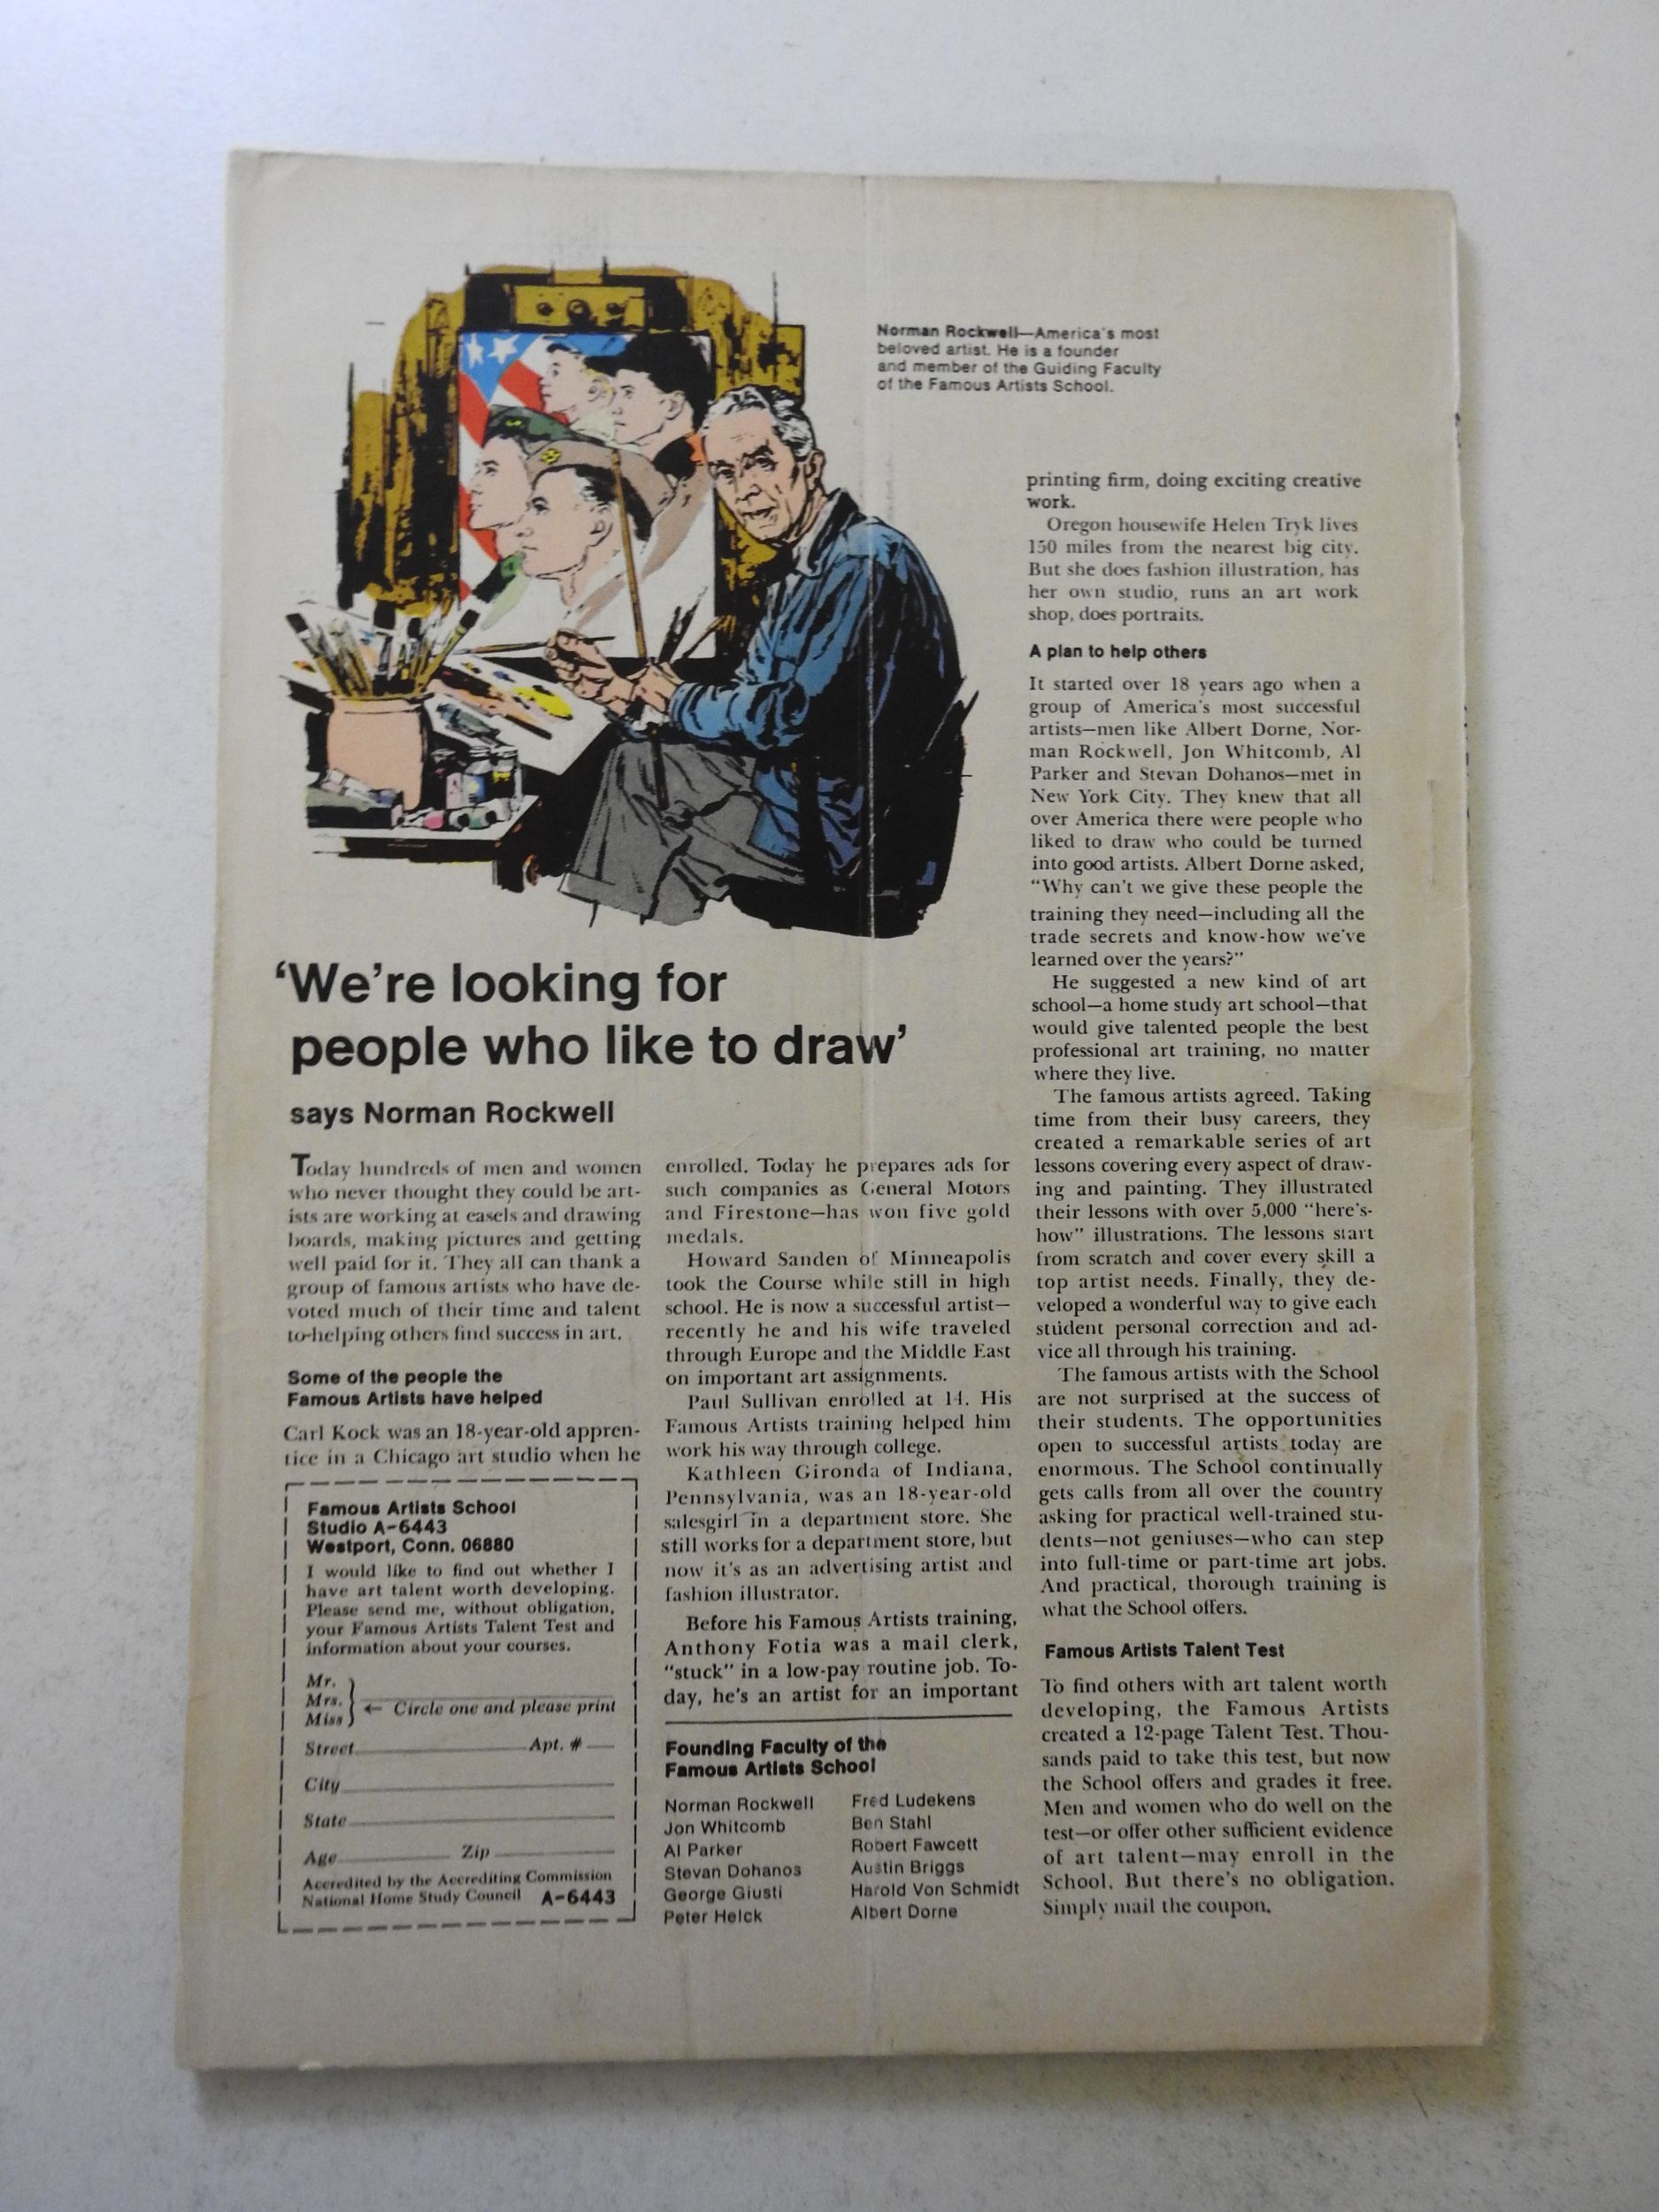 Norman Rockwell—America's most
beloved artist. He is a founder
and member of the Guiding Faculty
of the Famous Artists School.
'We're looking for
people who like to draw'
says Norman Rockwell
Today hundreds of men and women
who never thought they could be art-
ists are working at easels and drawing
boards, making pictures and getting
well paid for it. They all can thank a
group of famous artists who have de-
voted much of their time and talent
to helping others find success in art.
Some of the people the
Famous Artists have helped
Carl Kock was an 18-year-old appren-
tice in a Chicago art studio when he
enrolled. Today he prepares ads for
such companies as General Motors
and Firestone—has won five gold
medals.
Howard Sanden of Minneapolis
took the Course while still in high
school. He is now a successful artist—
recently he and his wife traveled
through Europe and the Middle East
on important art assignments.
Paul Sullivan enrolled at 14. His
Famous Artists training helped him
work his way through college.
Kathleen Gironda of Indiana,
Pennsylvania, was an 18-year-old
salesgirl in a department store. She
still works for a department store, but
now it's as an advertising artist and
fashion illustrator.
Before his Famous Artists training,
Anthony Fotia was a mail clerk,
"stuck" in a low-pay routine job. To-
day, he's an artist for an important
printing firm, doing exciting creative
work.
Oregon housewife Helen Tryk lives
150 miles from the nearest big city.
But she does fashion illustration, has
her own studio, runs an art work
shop, does portraits.
A plan to help others
It started over 18 years ago when a
group of America's most successful
artists—men like Albert Dorne, Nor-
man Rockwell, Jon Whitcomb, Al
Parker and Stevan Dohanos—met in
New York City. They knew that all
over America there were people who
liked to draw who could be turned
into good artists. Albert Dorne asked,
"Why can't we give these people the
training they need—including all the
trade secrets and know-how we've
learned over the years?"
He suggested a new kind of art
school—a home study art school—that
would give talented people the best
professional art training, no matter
where they live.
The famous artists agreed. Taking
time from their busy careers, they
created a remarkable series of art
lessons covering every aspect of draw-
ing and painting. They illustrated
their lessons with over 5,000 "here's-
how" illustrations. The lessons start
from scratch and cover every skill a
top artist needs. Finally, they de-
veloped a wonderful way to give each
student personal correction and ad-
vice all through his training.
The famous artists with the School
are not surprised at the success of
their students. The opportunities
open to successful artists today are
enormous. The School continually
gets calls from all over the country
asking for practical well-trained stu-
dents—not geniuses—who can step
into full-time or part-time art jobs.
And practical, thorough training is
what the School offers.
Famous Artists Talent Test
To find others with art talent worth
developing, the Famous Artists
created a 12-page Talent Test. Thou-
sands paid to take this test, but now
the School offers and grades it free.
Men and women who do well on the
test—or offer other sufficient evidence
of art talent—may enroll in the
School. But there's no obligation.
Simply mail the coupon.
Famous Artists School
Studio A-6443
Westport, Conn. 06880
I would like to find out whether I
have art talent worth developing.
Please send me, without obligation,
your Famous Artists Talent Test and
information about your courses.
Mr.
Mrs. ← Circle one and please print
Miss
Street Apt. #
City
State
Age Zip
Accredited by the Accrediting Commission
National Home Study Council A-6443
Founding Faculty of the
Famous Artists School
Norman Rockwell
Jon Whitcomb
Al Parker
Stevan Dohanos
George Giusti
Peter Helck
Fred Ludekens
Ben Stahl
Robert Fawcett
Austin Briggs
Harold Von Schmidt
Albert Dorne